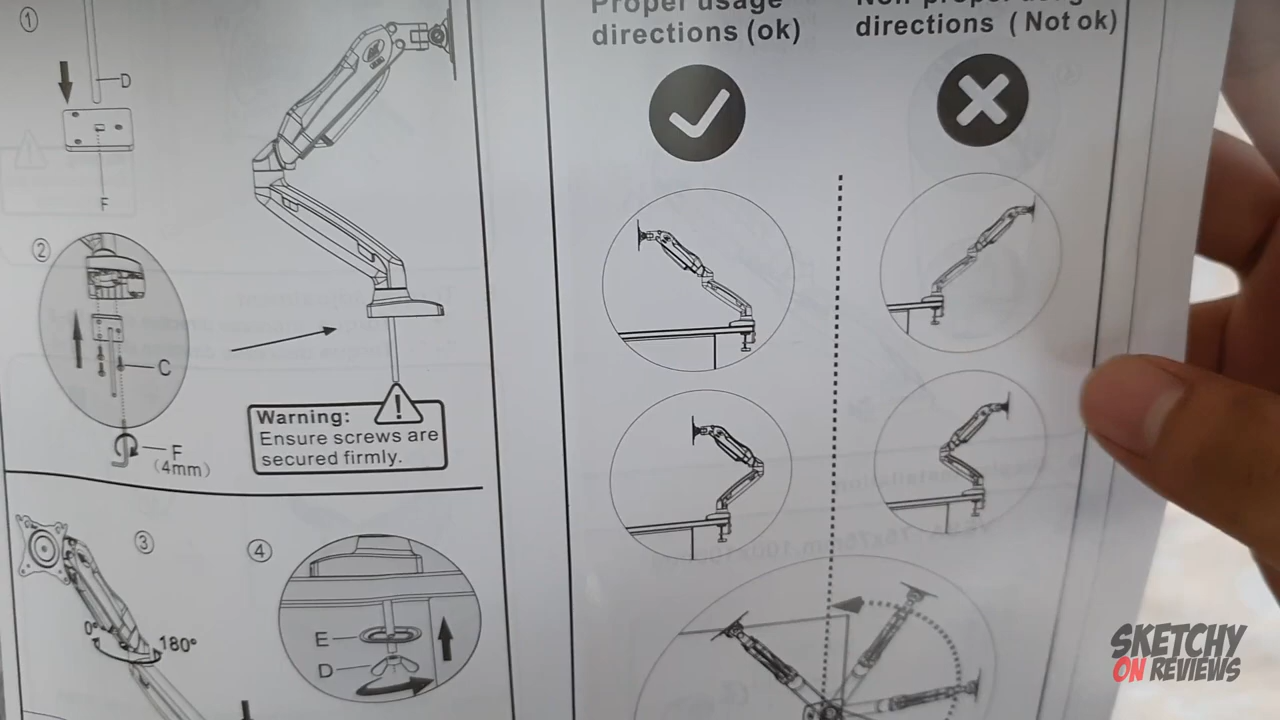 1
D
F
2
C
F
(4mm)
Warning:
Ensure screws are
secured firmly.
3
0° 180°
4
E
D
Proper usage
directions (ok)
directions (Not ok)
SKETCHY
ON REVIEWS